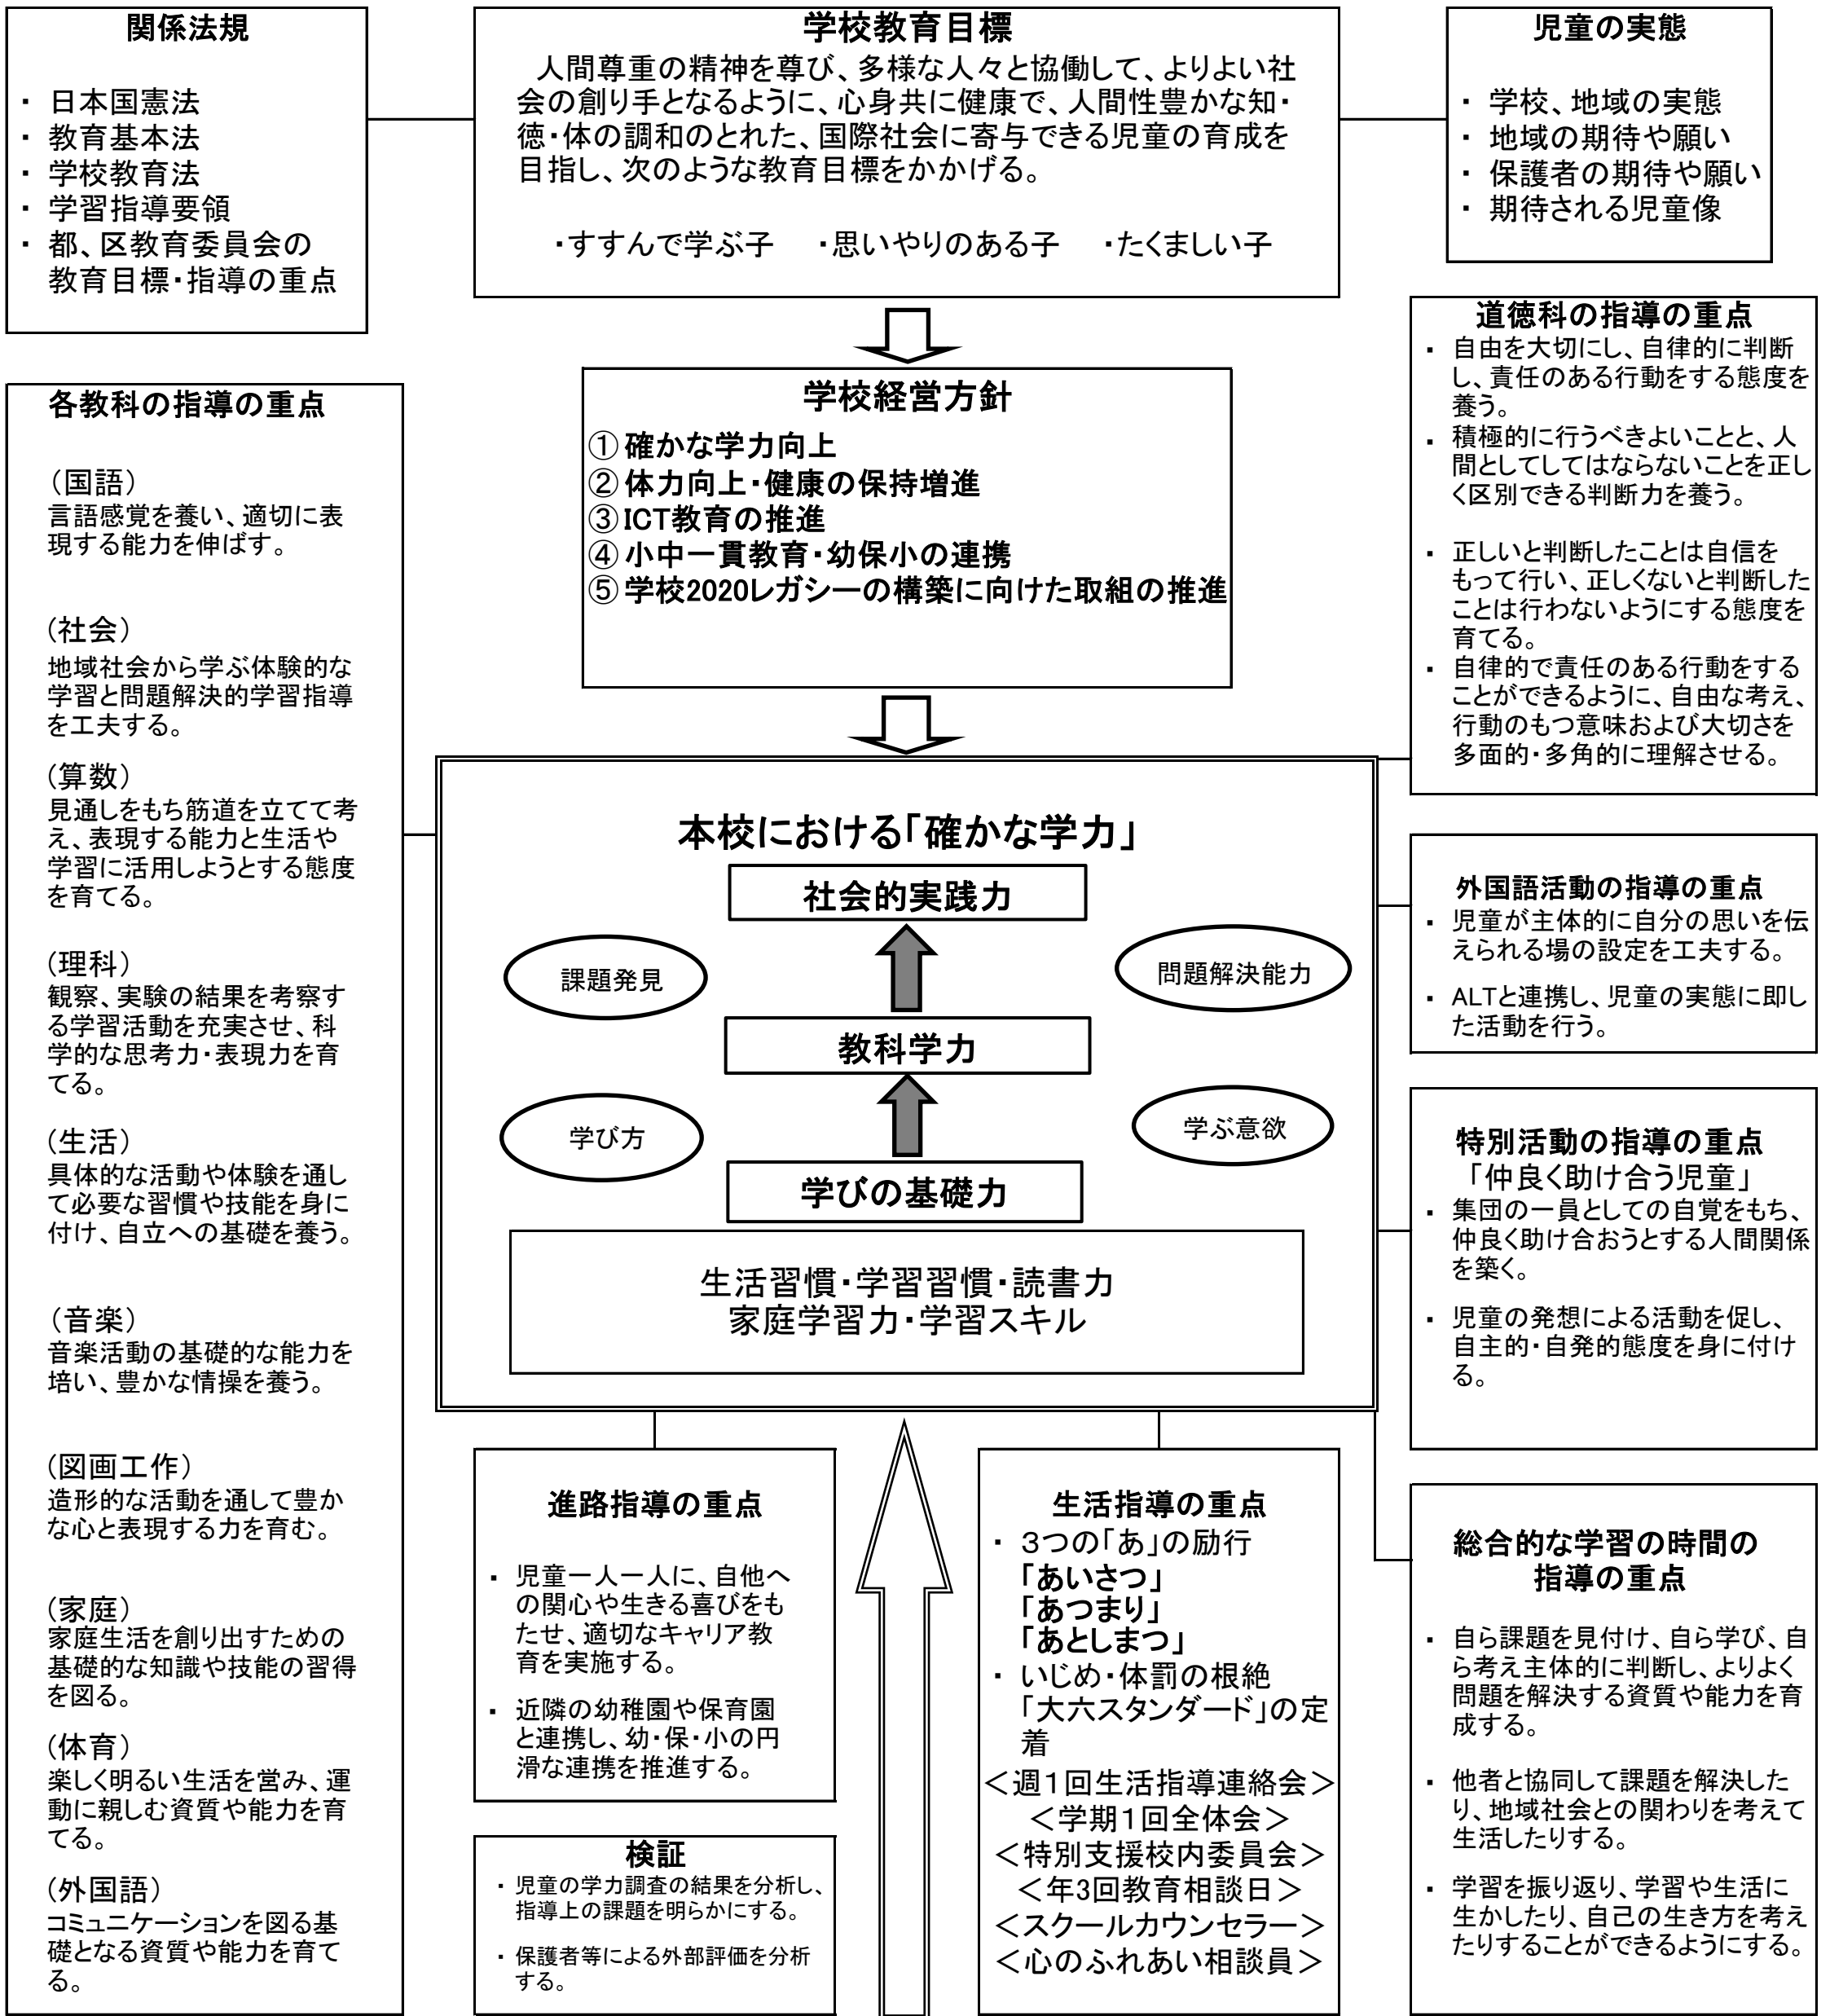 関係法規
・ 日本国憲法
・ 教育基本法
・ 学校教育法
・ 学習指導要領
・ 都、区教育委員会の
教育目標・指導の重点
学校教育目標
人間尊重の精神を尊び、多様な人々と協働して、よりよい社
会の創り手となるように、心身共に健康で、人間性豊かな知・
徳・体の調和のとれた、国際社会に寄与できる児童の育成を
目指し、次のような教育目標をかかげる。
・すすんで学ぶ子 ・思いやりのある子 ・たくましい子
児童の実態
・ 学校、地域の実態
・ 地域の期待や願い
・ 保護者の期待や願い
・ 期待される児童像
各教科の指導の重点
(国語)
言語感覚を養い、適切に表
現する能力を伸ばす。
(社会)
地域社会から学ぶ体験的な
学習と問題解決的学習指導
を工夫する。
(算数)
見通しをもち筋道を立てて考
え、表現する能力と生活や
学習に活用しようとする態度
を育てる。
(理科)
観察、実験の結果を考察す
る学習活動を充実させ、科
学的な思考力・表現力を育
てる。
(生活)
具体的な活動や体験を通し
て必要な習慣や技能を身に
付け、自立への基礎を養う。
(音楽)
音楽活動の基礎的な能力を
培い、豊かな情操を養う。
(図画工作)
造形的な活動を通して豊か
な心と表現する力を育む。
(家庭)
家庭生活を創り出すための
基礎的な知識や技能の習得
を図る。
(体育)
楽しく明るい生活を営み、運
動に親しむ資質や能力を育
てる。
(外国語)
コミュニケーションを図る基
礎となる資質や能力を育て
る。
学校経営方針
① 確かな学力向上
② 体力向上・健康の保持増進
③ ICT教育の推進
④ 小中一貫教育・幼保小の連携
⑤ 学校2020レガシーの構築に向けた取組の推進
本校における「確かな学力」
社会的実践力
課題発見
問題解決能力
教科学力
学び方
学ぶ意欲
学びの基礎力
生活習慣・学習習慣・読書力
家庭学習力・学習スキル
進路指導の重点
・ 児童一人一人に、自他へ
の関心や生きる喜びをも
たせ、適切なキャリア教
育を実施する。
・ 近隣の幼稚園や保育園
と連携し、幼・保・小の円
滑な連携を推進する。
検証
・ 児童の学力調査の結果を分析し、
指導上の課題を明らかにする。
・ 保護者等による外部評価を分析
する。
生活指導の重点
・ 3つの「あ」の励行
「あいさつ」
「あつまり」
「あとしまつ」
・ いじめ・体罰の根絶
「大六スタンダード」の定
着
＜週1回生活指導連絡会＞
＜学期1回全体会＞
＜特別支援校内委員会＞
＜年3回教育相談日＞
＜スクールカウンセラー＞
＜心のふれあい相談員＞
道徳科の指導の重点
・ 自由を大切にし、自律的に判断
し、責任のある行動をする態度を
養う。
・ 積極的に行うべきよいことと、人
間としてしてはならないことを正し
く区別できる判断力を養う。
・ 正しいと判断したことは自信を
もって行い、正しくないと判断した
ことは行わないようにする態度を
育てる。
・ 自律的で責任のある行動をする
ことができるように、自由な考え、
行動のもつ意味および大切さを
多面的・多角的に理解させる。
外国語活動の指導の重点
・ 児童が主体的に自分の思いを伝
えられる場の設定を工夫する。
・ ALTと連携し、児童の実態に即し
た活動を行う。
特別活動の指導の重点
「仲良く助け合う児童」
・ 集団の一員としての自覚をもち、
仲良く助け合おうとする人間関係
を築く。
・ 児童の発想による活動を促し、
自主的・自発的態度を身に付け
る。
総合的な学習の時間の
指導の重点
・ 自ら課題を見付け、自ら学び、自
ら考え主体的に判断し、よりよく
問題を解決する資質や能力を育
成する。
・ 他者と協同して課題を解決した
り、地域社会との関わりを考えて
生活したりする。
・ 学習を振り返り、学習や生活に
生かしたり、自己の生き方を考え
たりすることができるようにする。